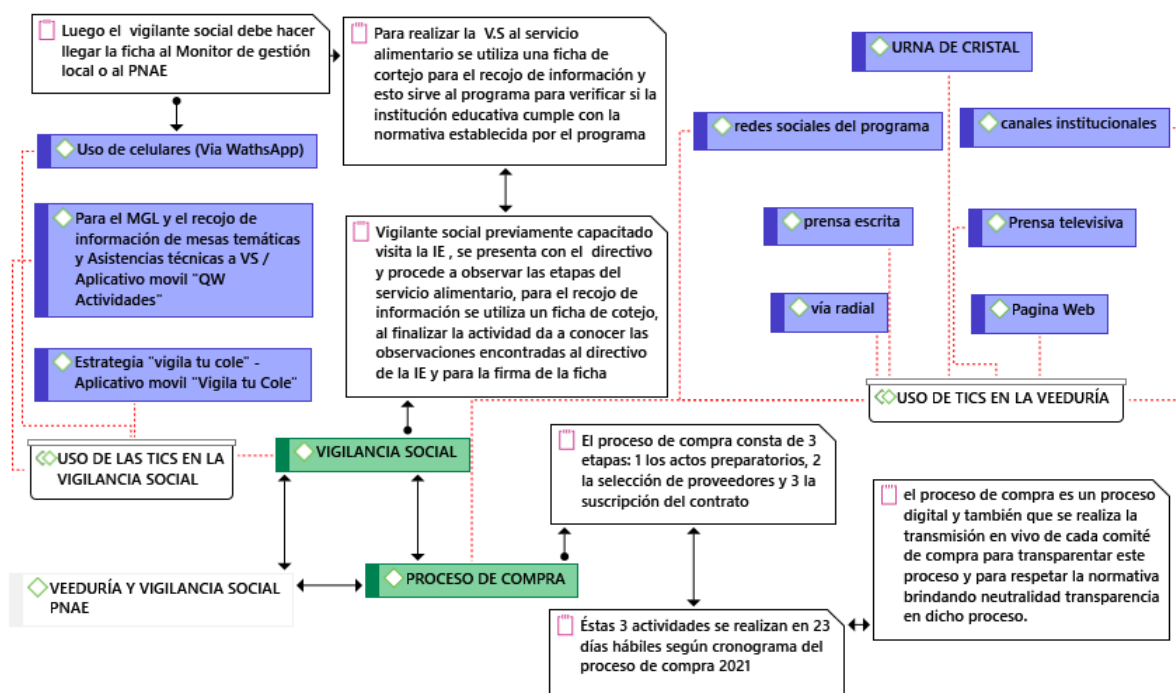 Luego el  vigilante social debe hacer
llegar la ficha al Monitor de gestión
local o al PNAE
Para realizar la  V.S al servicio
alimentario se utiliza una ficha de
cortejo para el recojo de información y
esto sirve al programa para verificar si la
institución educativa cumple con la
normativa establecida por el programa
URNA DE CRISTAL
redes sociales del programa
canales institucionales
Uso de celulares (Via WathsApp)
Para el MGL y el recojo de
información de mesas temáticas
y Asistencias técnicas a VS /
Aplicativo movil "QW
Actividades"
Vigilante social previamente capacitado
visita la IE , se presenta con el  directivo
y procede a observar las etapas del
servicio alimentario, para el recojo de
información se utiliza un ficha de cotejo,
al finalizar la actividad da a conocer las
observaciones encontradas al directivo
de la IE y para la firma de la ficha
prensa escrita
Prensa televisiva
vía radial
Pagina Web
Estrategia "vigila tu cole" -
Aplicativo movil "Vigila tu Cole"
USO DE TICS EN LA VEEDURÍA
USO DE LAS TICS EN LA
VIGILANCIA SOCIAL
VIGILANCIA SOCIAL
El proceso de compra consta de 3
etapas: 1 los actos preparatorios, 2
la selección de proveedores y 3 la
suscripción del contrato
el proceso de compra es un proceso
digital y también que se realiza la
transmisión en vivo de cada comité
de compra para transparentar este
proceso y para respetar la normativa
brindando neutralidad transparencia
en dicho proceso.
VEEDURÍA Y VIGILANCIA SOCIAL
PNAE
PROCESO DE COMPRA
Éstas 3 actividades se realizan en 23
días hábiles según cronograma del
proceso de compra 2021